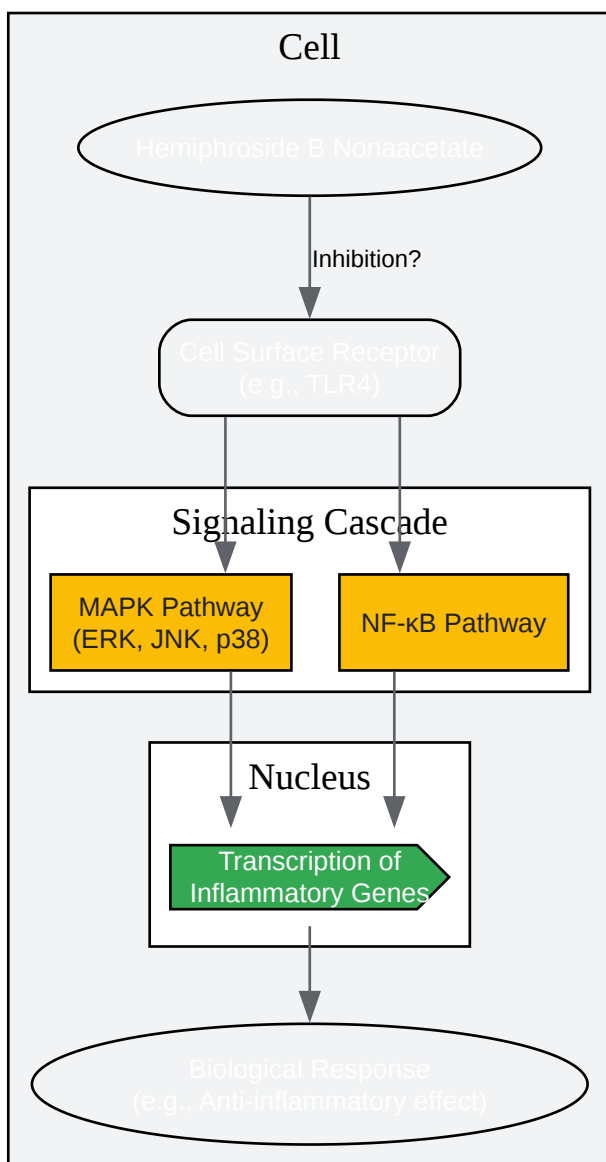 Cell
Hemiphroside B Nonaacetate
Inhibition?
Cell Surface Receptor
(e.g., TLR4)
Signaling Cascade
MAPK Pathway
(ERK, JNK, p38)
NF-κB Pathway
Nucleus
Transcription of
Inflammatory Genes
Biological Response
(e.g., Anti-inflammatory effect)